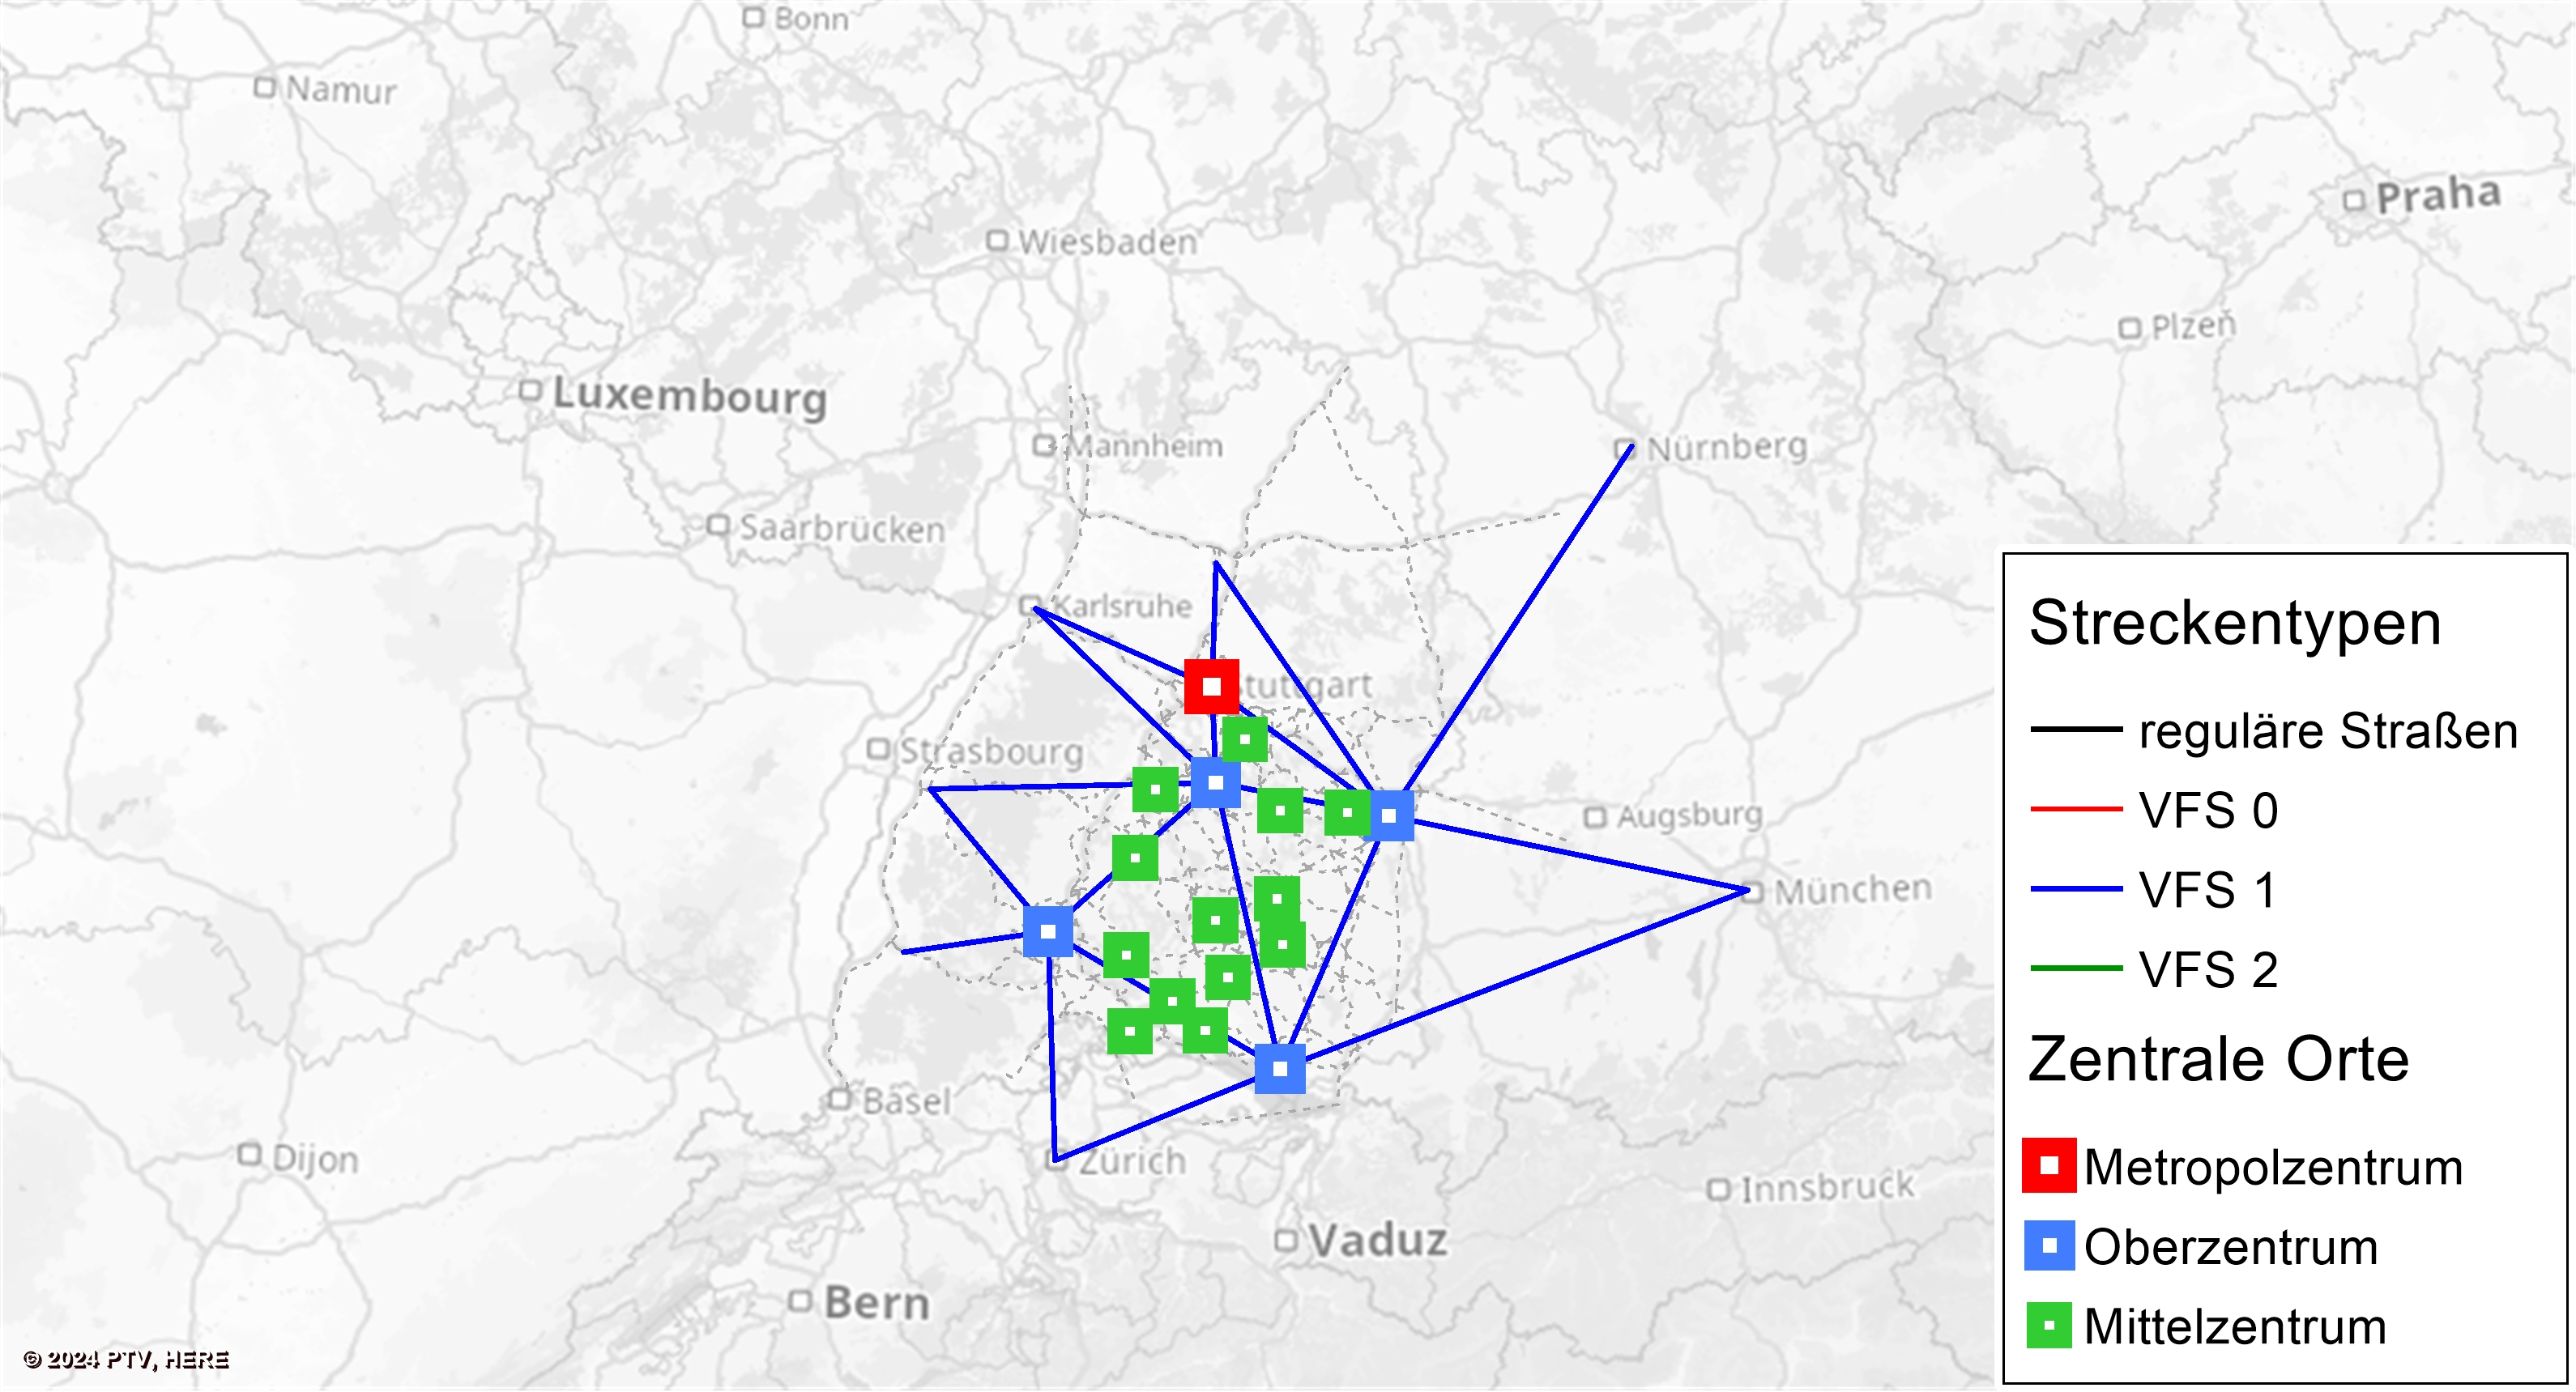 Bonn
Namur
Praha
Wiesbaden
Plzeň
Luxembourg
Mannheim
Nürnberg
Saarbrücken
Karlsruhe
Stuttgart
Strasbourg
Augsburg
München
Basel
Dijon
Zürich
Innsbruck
Vaduz
Bern
© 2024 PTV, HERE
Streckentypen
reguläre Straßen
VFS 0
VFS 1
VFS 2
Zentrale Orte
Metropolzentrum
Oberzentrum
Mittelzentrum